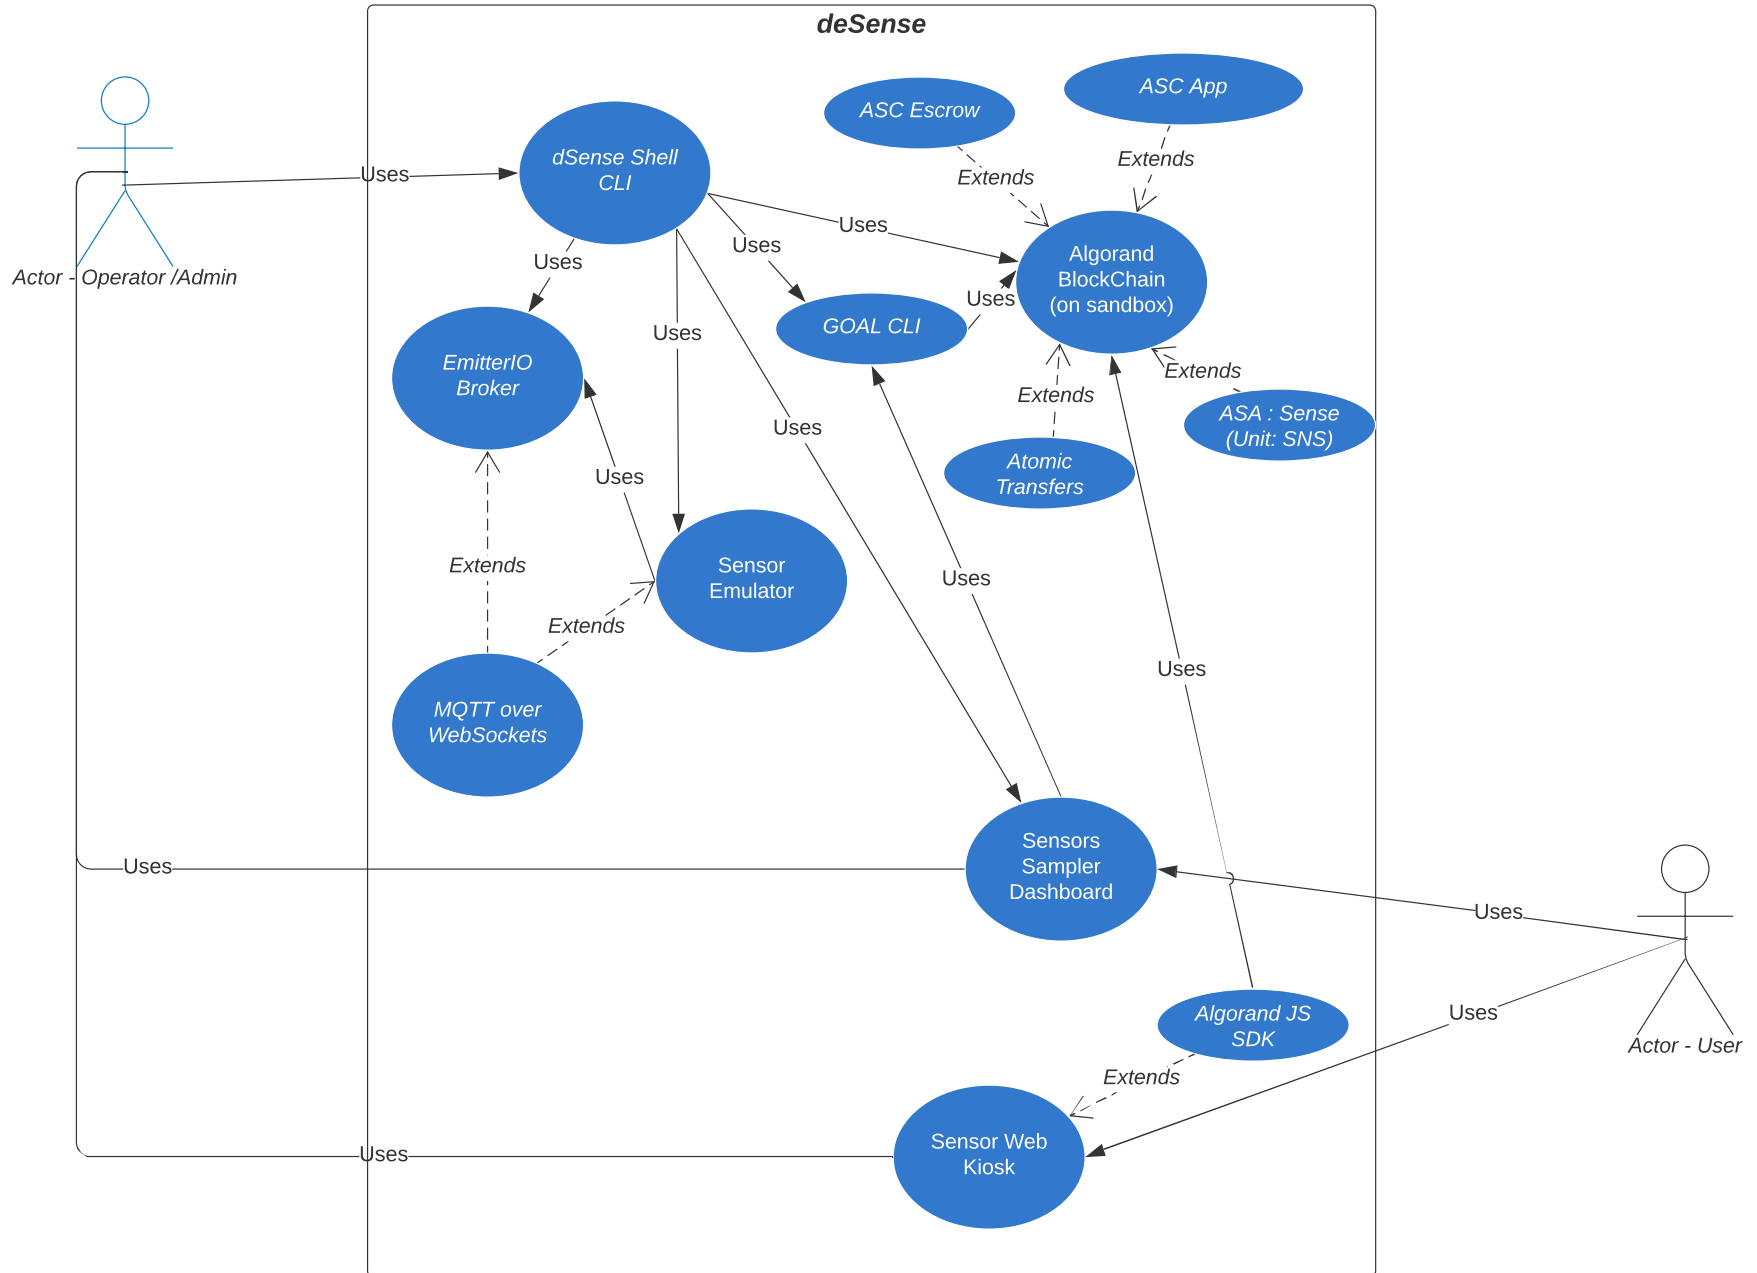 deSense
ASC App
ASC Escrow
dSense Shell
CLI
Extends
Uses
Extends
Uses
Uses
Algorand
BlockChain
(on sandbox)
Uses
Actor - Operator /Admin
Uses
GOAL CLI
Uses
EmitterIO
Broker
Extends
Extends
ASA : Sense
(Unit: SNS)
Uses
Atomic
Transfers
Uses
Extends
Sensor
Emulator
Uses
Extends
Uses
MQTT over
WebSockets
Sensors
Sampler
Dashboard
Uses
Uses
Algorand JS
SDK
Uses
Actor - User
Extends
Sensor Web
Kiosk
Uses